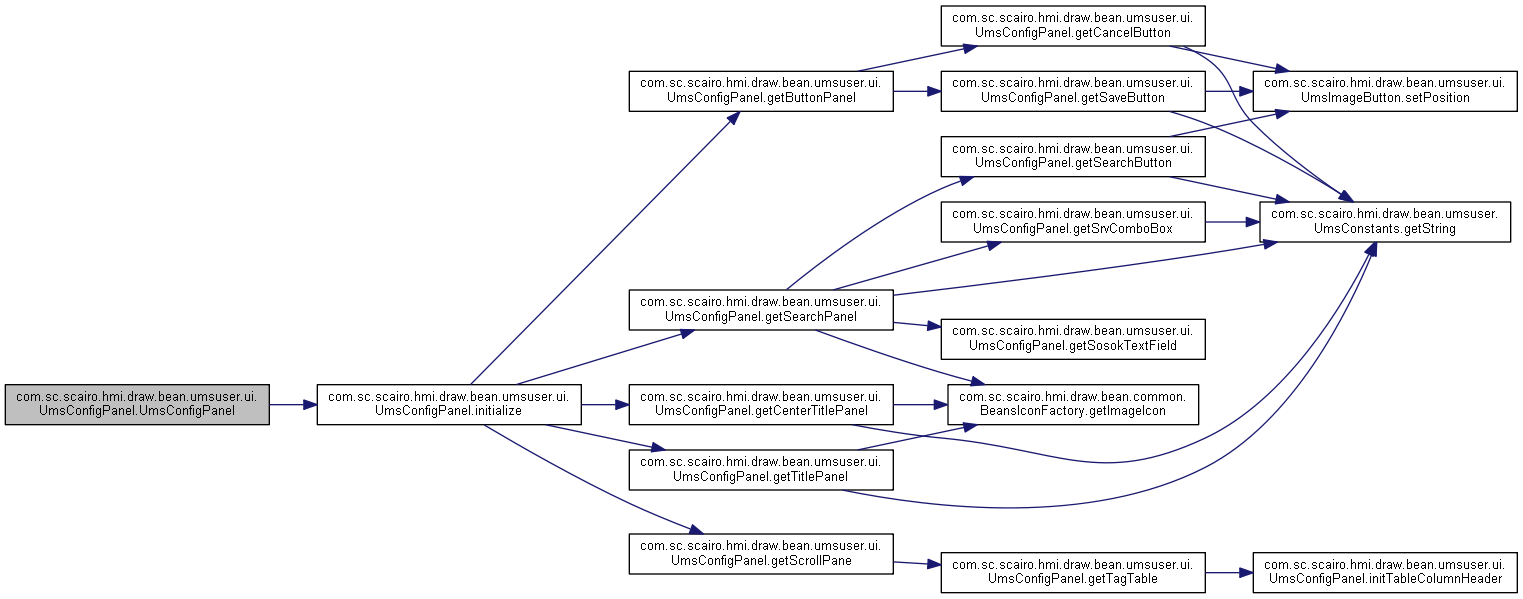 com.sc.scairo.hmi.draw.bean.umsuser.ui.
UmsConfigPanel.UmsConfigPanel
com.sc.scairo.hmi.draw.bean.umsuser.ui.
UmsConfigPanel.initialize
com.sc.scairo.hmi.draw.bean.umsuser.ui.
UmsConfigPanel.getButtonPanel
com.sc.scairo.hmi.draw.bean.umsuser.ui.
UmsConfigPanel.getSearchPanel
com.sc.scairo.hmi.draw.bean.umsuser.ui.
UmsConfigPanel.getCenterTitlePanel
com.sc.scairo.hmi.draw.bean.umsuser.ui.
UmsConfigPanel.getTitlePanel
com.sc.scairo.hmi.draw.bean.umsuser.ui.
UmsConfigPanel.getScrollPane
com.sc.scairo.hmi.draw.bean.umsuser.ui.
UmsConfigPanel.getCancelButton
com.sc.scairo.hmi.draw.bean.umsuser.ui.
UmsConfigPanel.getSaveButton
com.sc.scairo.hmi.draw.bean.umsuser.ui.
UmsConfigPanel.getSearchButton
com.sc.scairo.hmi.draw.bean.umsuser.ui.
UmsConfigPanel.getSrvComboBox
com.sc.scairo.hmi.draw.bean.umsuser.ui.
UmsConfigPanel.getSosokTextField
com.sc.scairo.hmi.draw.bean.common.
BeansIconFactory.getImageIcon
com.sc.scairo.hmi.draw.bean.umsuser.ui.
UmsConfigPanel.getTagTable
com.sc.scairo.hmi.draw.bean.umsuser.ui.
UmsImageButton.setPosition
com.sc.scairo.hmi.draw.bean.umsuser.
UmsConstants.getString
com.sc.scairo.hmi.draw.bean.umsuser.ui.
UmsConfigPanel.initTableColumnHeader